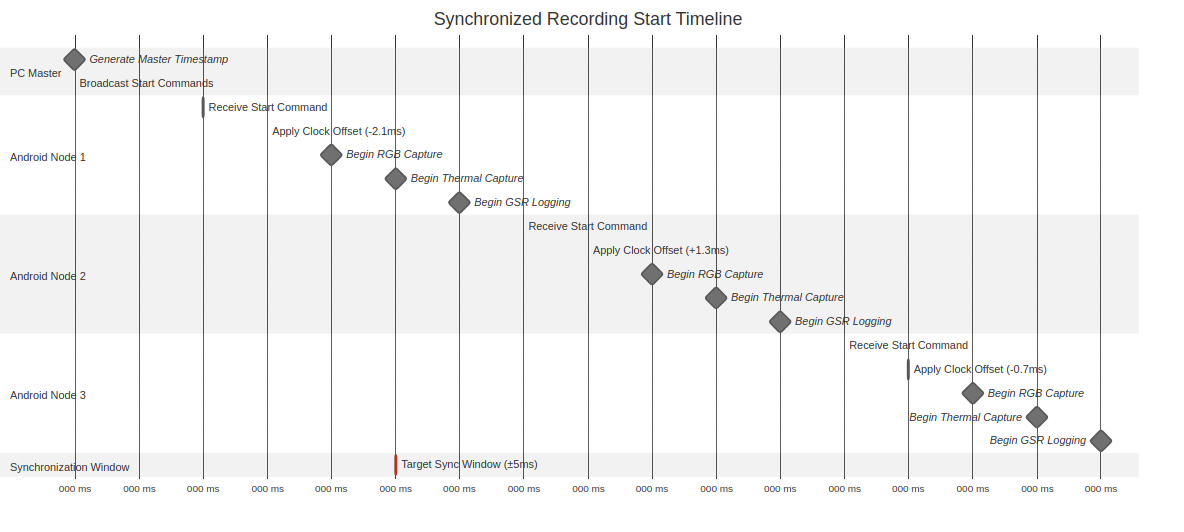 Synchronized Recording Start Timeline
Generate Master Timestamp
PC Master
Broadcast Start Commands
Receive Start Command
Apply Clock Offset (-2.1ms)
Android Node 1
Begin RGB Capture
Begin Thermal Capture
Begin GSR Logging
Receive Start Command
Apply Clock Offset (+1.3ms)
Android Node 2
Begin RGB Capture
Begin Thermal Capture
Begin GSR Logging
Receive Start Command
Apply Clock Offset (-0.7ms)
Android Node 3
Begin RGB Capture
Begin Thermal Capture
Begin GSR Logging
Synchronization Window
Target Sync Window (±5ms)
000 ms 000 ms 000 ms 000 ms 000 ms 000 ms 000 ms 000 ms 000 ms 000 ms 000 ms 000 ms 000 ms 000 ms 000 ms 000 ms 000 ms